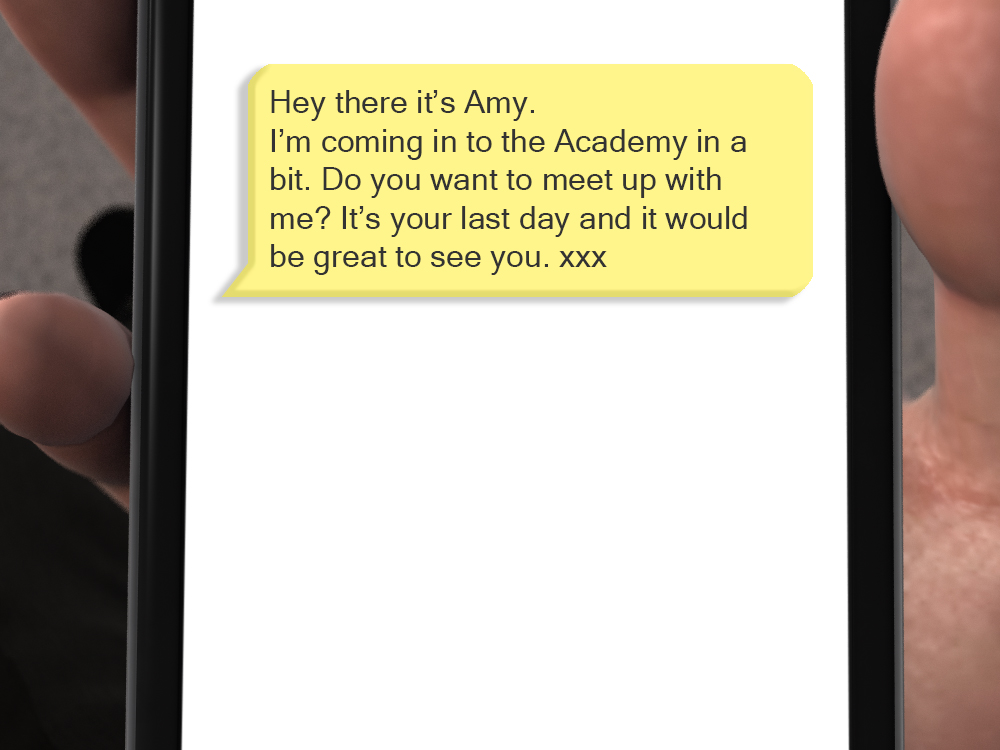 Hey there it’s Amy.
I’m coming in to the Academy in a
bit. Do you want to meet up with
me? It’s your last day and it would
be great to see you. xxx